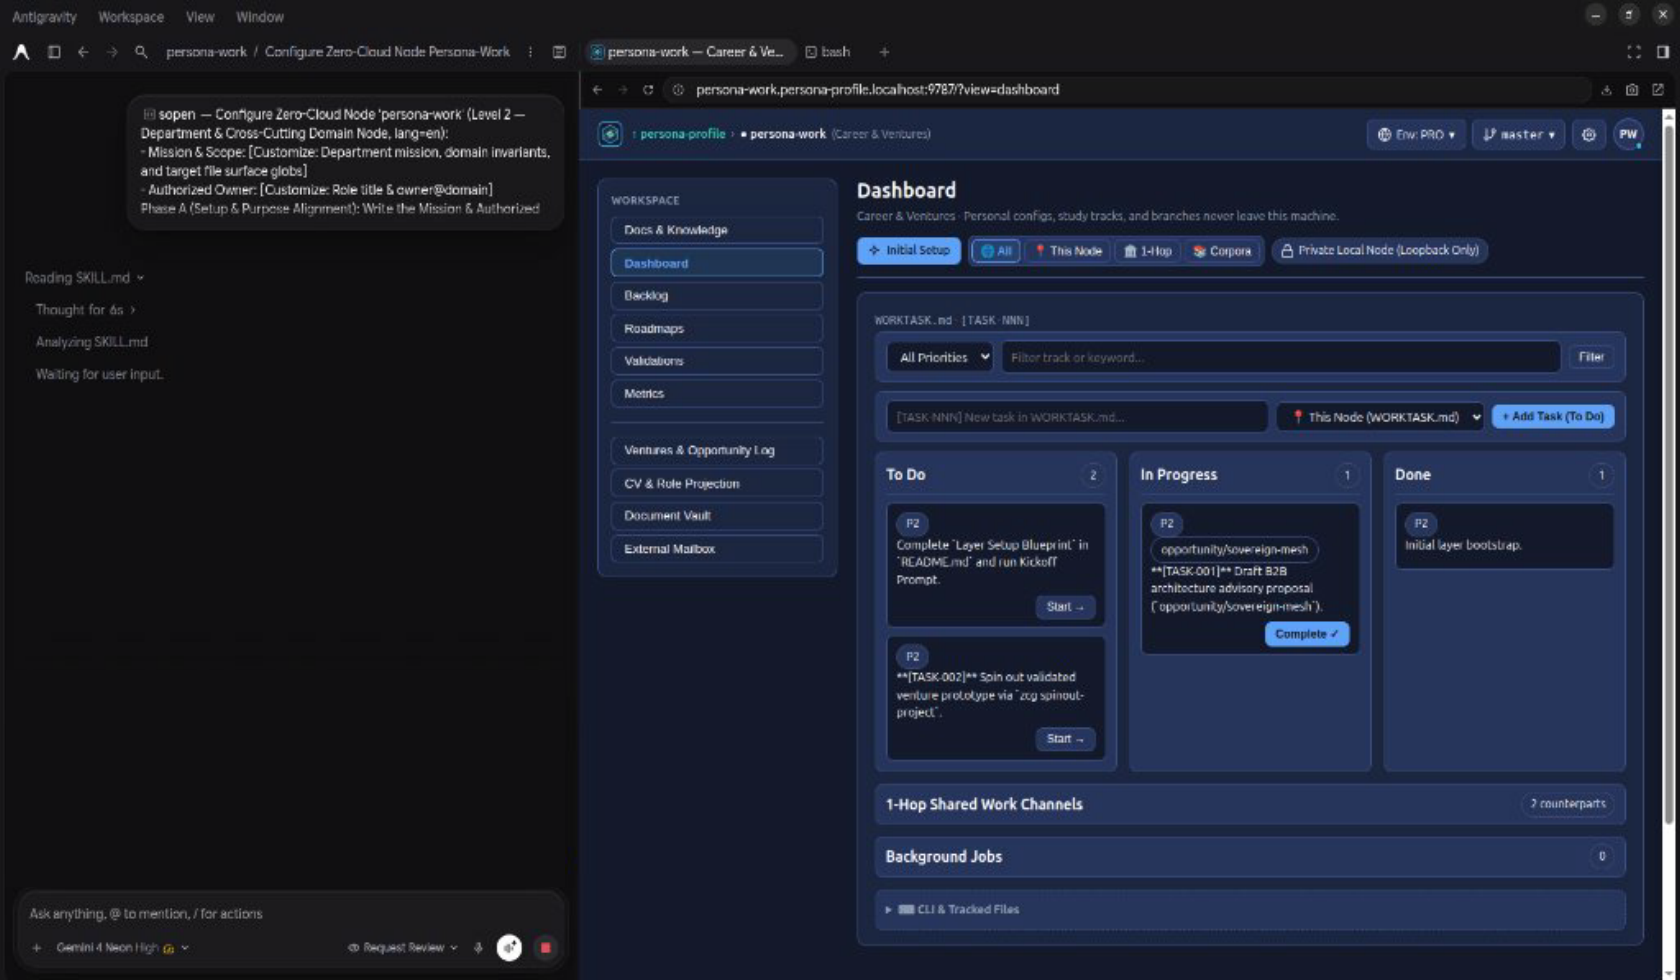 Antigravity Workspace View Window
persona-work / Configure Zero-Cloud Node Persona-Work
persona-work — Career & Ve...
bash
sopen — Configure Zero-Cloud Node 'persona-work' (Level 2 —
Department & Cross-Cutting Domain Node, lang=en):
- Mission & Scope: [Customize: Department mission, domain invariants,
and target file surface globs]
- Authorized Owner: [Customize: Role title & owner@domain]
Phase A (Setup & Purpose Alignment): Write the Mission & Authorized
Reading SKILL.md
Thought for 6s
Analyzing SKILL.md
Waiting for user input.
Ask anything, @ to mention, / for actions
Gemini 4 Neon High
Request Review
persona-work.persona-profile.localhost:9787/?view=dashboard
↑ persona-profile › ● persona-work (Career & Ventures)
Env: PRO ▾
master ▾
PW
WORKSPACE
Docs & Knowledge
Dashboard
Backlog
Roadmaps
Validations
Metrics
Ventures & Opportunity Log
CV & Role Projection
Document Vault
External Mailbox
Dashboard
Career & Ventures · Personal configs, study tracks, and branches never leave this machine.
Initial Setup
All
This Node
1-Hop
Corpora
Private Local Node (Loopback Only)
WORKTASK.md · [TASK-NNN]
All Priorities
Filter track or keyword...
Filter
[TASK-NNN] New task in WORKTASK.md...
This Node (WORKTASK.md)
+ Add Task (To Do)
To Do
2
P2
Complete `Layer Setup Blueprint` in
`README.md` and run Kickoff
Prompt.
Start →
P2
**[TASK-002]** Spin out validated
venture prototype via `zcg spinout-
project`.
Start →
In Progress
1
P2
opportunity/sovereign-mesh
**[TASK-001]** Draft B2B
architecture advisory proposal
(`opportunity/sovereign-mesh`).
Complete ✓
Done
1
P2
Initial layer bootstrap.
1-Hop Shared Work Channels
2 counterparts
Background Jobs
0
▸ CLI & Tracked Files